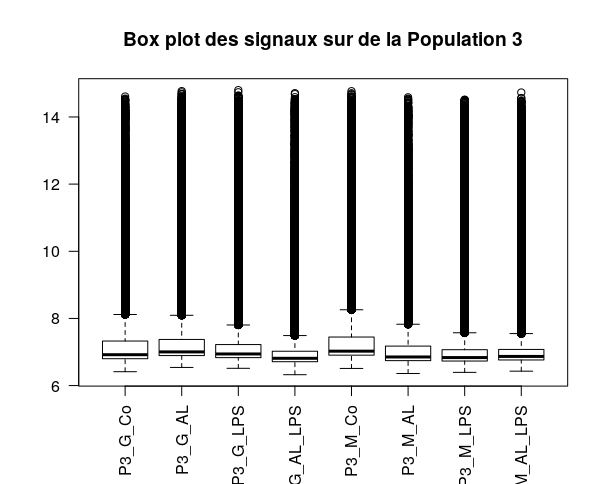 Box plot des signaux sur de la Population 3
14
12
10
8
6
P3_G_Co
P3_G_AL
P3_G_LPS
G_AL_LPS
P3_M_Co
P3_M_AL
P3_M_LPS
M_AL_LPS